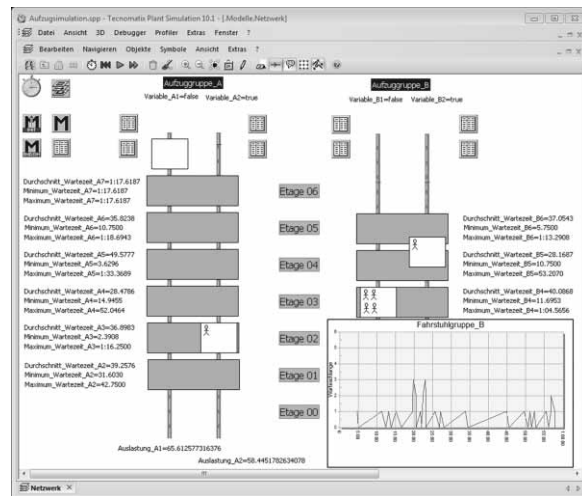 Aufzugsimulation.spp - Tecnomatix Plant Simulation 10.1 - [.Modelle.Netzwerk]
Datei Ansicht 3D Debugger Profiler Extras Fenster ?
Bearbeiten Navigieren Objekte Symbole Ansicht Extras ?
Aufzuggruppe_A
Aufzuggruppe_B
Variable_A1=false Variable_A2=true
Variable_B1=false Variable_B2=true
M M
M
Durchschnitt_Wartezeit_A7=1:17.6187
Minimum_Wartezeit_A7=1:17.6187
Maximum_Wartezeit_A7=1:17.6187
Etage 06
Durchschnitt_Wartezeit_A6=35.8238
Minimum_Wartezeit_A6=10.7500
Maximum_Wartezeit_A6=1:18.6943
Etage 05
Durchschnitt_Wartezeit_B6=37.0543
Minimum_Wartezeit_B6=5.7500
Maximum_Wartezeit_B6=1:13.2908
Durchschnitt_Wartezeit_A5=49.5777
Minimum_Wartezeit_A5=3.6296
Maximum_Wartezeit_A5=1:33.3689
Etage 04
Durchschnitt_Wartezeit_B5=28.1687
Minimum_Wartezeit_B5=10.7500
Maximum_Wartezeit_B5=53.2070
Durchschnitt_Wartezeit_A4=28.4786
Minimum_Wartezeit_A4=14.9455
Maximum_Wartezeit_A4=52.0464
Etage 03
Durchschnitt_Wartezeit_B4=40.0868
Minimum_Wartezeit_B4=11.6953
Maximum_Wartezeit_B4=1:04.5656
Durchschnitt_Wartezeit_A3=36.8983
Minimum_Wartezeit_A3=2.3908
Maximum_Wartezeit_A3=1:16.2500
Etage 02
Durchschnitt_Wartezeit_A2=39.2576
Minimum_Wartezeit_A2=31.6030
Maximum_Wartezeit_A2=42.7500
Etage 01
Etage 00
Fahrstuhlgruppe_B
Auslastung_A1=65.612577316376
Auslastung_A2=58.4451782634078
Netzwerk